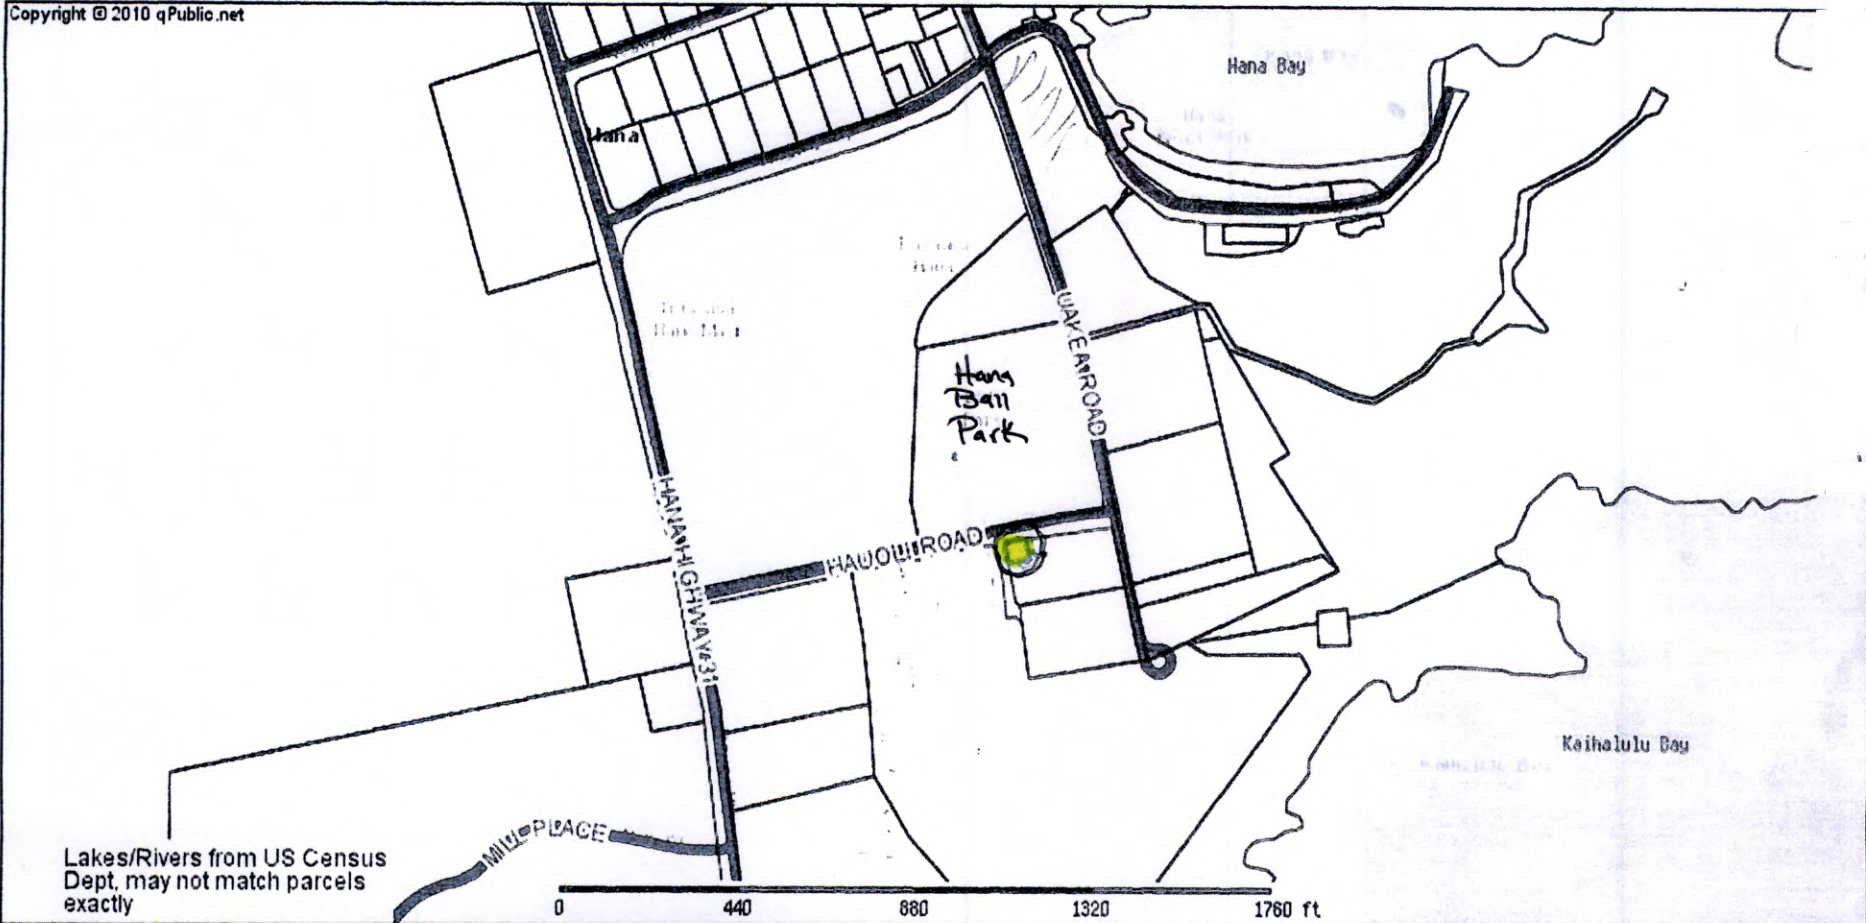 Copyright © 2010 qPublic.net
Hana Bay
Hana
UAKEA ROAD
Hana
Ball
Park
HANA HIGHWAY 31
HAUOLI ROAD
Kaihalulu Bay
MILL PLACE
Lakes/Rivers from US Census
Dept, may not match parcels
exactly
0 440 880 1320 1760 ft